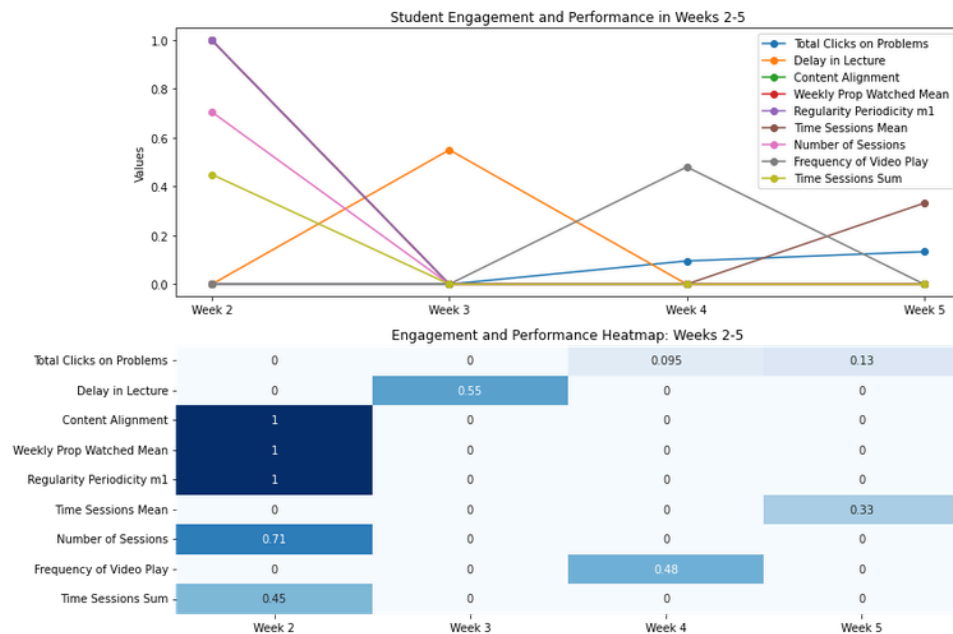 Student Engagement and Performance in Weeks 2-5
Values
1.0
0.8
0.6
0.4
0.2
0.0
Total Clicks on Problems
Delay in Lecture
Content Alignment
Weekly Prop Watched Mean
Regularity Periodicity m1
Time Sessions Mean
Number of Sessions
Frequency of Video Play
Time Sessions Sum
Week 2 Week 3 Week 4 Week 5
Engagement and Performance Heatmap: Weeks 2-5
Total Clicks on Problems 0 0 0.095 0.13
Delay in Lecture 0 0.55 0 0
Content Alignment 1 0 0 0
Weekly Prop Watched Mean 1 0 0 0
Regularity Periodicity m1 1 0 0 0
Time Sessions Mean 0 0 0 0.33
Number of Sessions 0.71 0 0 0
Frequency of Video Play 0 0 0.48 0
Time Sessions Sum 0.45 0 0 0
Week 2 Week 3 Week 4 Week 5